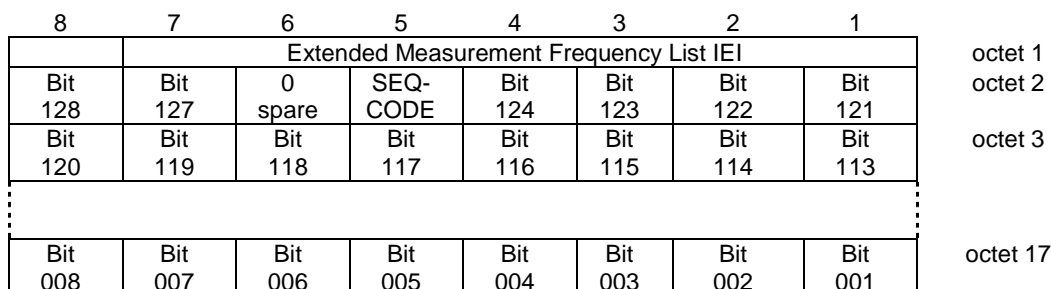 8 7 6 5 4 3 2 1
Extended Measurement Frequency List IEI octet 1
Bit Bit 0 SEQ- Bit Bit Bit Bit octet 2
128 127 spare CODE 124 123 122 121
Bit Bit Bit Bit Bit Bit Bit Bit octet 3
120 119 118 117 116 115 114 113
Bit Bit Bit Bit Bit Bit Bit Bit octet 17
008 007 006 005 004 003 002 001